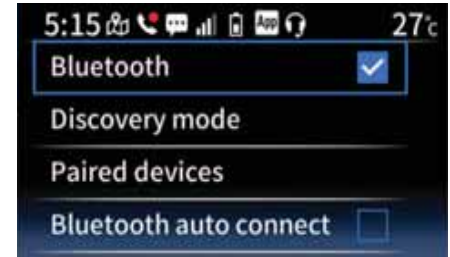 5:15 App 27°c
Bluetooth
Discovery mode
Paired devices
Bluetooth auto connect